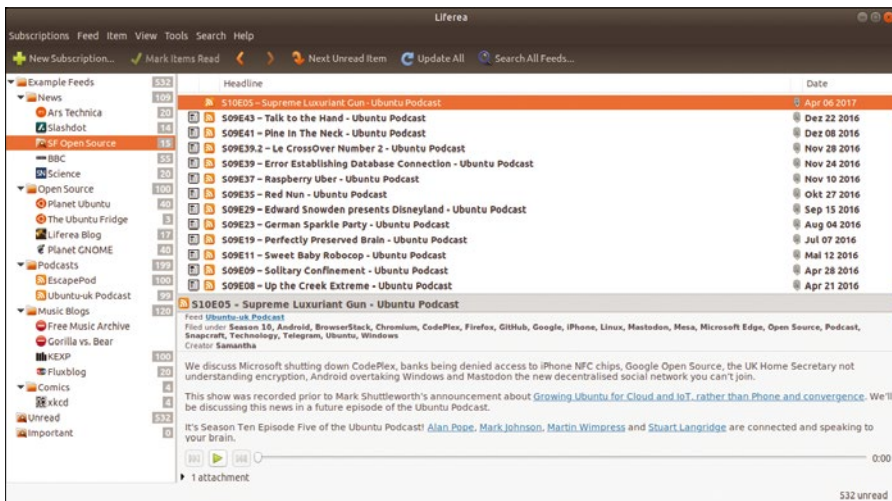 Liferea
Subscriptions Feed Item View Tools Search Help
New Subscription... Mark Items Read Next Unread Item Update All Search All Feeds...
Example Feeds 532
News 109
Ars Technica 20
Slashdot 14
SF Open Source 15
BBC 55
Science 20
Open Source 100
Planet Ubuntu 40
The Ubuntu Fridge 3
Liferea Blog 17
Planet GNOME 40
Podcasts 199
EscapePod 100
Ubuntu-uk Podcast 99
Music Blogs 120
Free Music Archive
Gorilla vs. Bear
KEXP 100
Fluxblog 20
Comics 4
xkcd 4
Unread 532
Important 0
Headline Date
S10E05 – Supreme Luxuriant Gun - Ubuntu Podcast Apr 06 2017
S09E43 – Talk to the Hand - Ubuntu Podcast Dez 22 2016
S09E41 – Pine In The Neck - Ubuntu Podcast Dez 08 2016
S09E39.2 – Le CrossOver Number 2 - Ubuntu Podcast Nov 28 2016
S09E39 – Error Establishing Database Connection - Ubuntu Podcast Nov 24 2016
S09E37 – Raspberry Uber - Ubuntu Podcast Nov 10 2016
S09E35 – Red Nun - Ubuntu Podcast Okt 27 2016
S09E29 – Edward Snowden presents Disneyland - Ubuntu Podcast Sep 15 2016
S09E23 – German Sparkle Party - Ubuntu Podcast Aug 04 2016
S09E19 – Perfectly Preserved Brain - Ubuntu Podcast Jul 07 2016
S09E11 – Sweet Baby Robocop - Ubuntu Podcast Mai 12 2016
S09E09 – Solitary Confinement - Ubuntu Podcast Apr 28 2016
S09E08 – Up the Creek Extreme - Ubuntu Podcast Apr 21 2016
S10E05 – Supreme Luxuriant Gun - Ubuntu Podcast
Feed Ubuntu-uk Podcast
Filed under Season 10, Android, BrowserStack, Chromium, CodePlex, Firefox, GitHub, Google, iPhone, Linux, Mastodon, Mesa, Microsoft Edge, Open Source, Podcast,
Snapcraft, Technology, Telegram, Ubuntu, Windows
Creator Samantha
We discuss Microsoft shutting down CodePlex, banks being denied access to iPhone NFC chips, Google Open Source, the UK Home Secretary not
understanding encryption, Android overtaking Windows and Mastodon the new decentralised social network you can't join.
This show was recorded prior to Mark Shuttleworth's announcement about Growing Ubuntu for Cloud and IoT, rather than Phone and convergence. We'll
be discussing this news in a future episode of the Ubuntu Podcast.
It's Season Ten Episode Five of the Ubuntu Podcast! Alan Pope, Mark Johnson, Martin Wimpress and Stuart Langridge are connected and speaking to
your brain.
0:00
1 attachment
532 unread